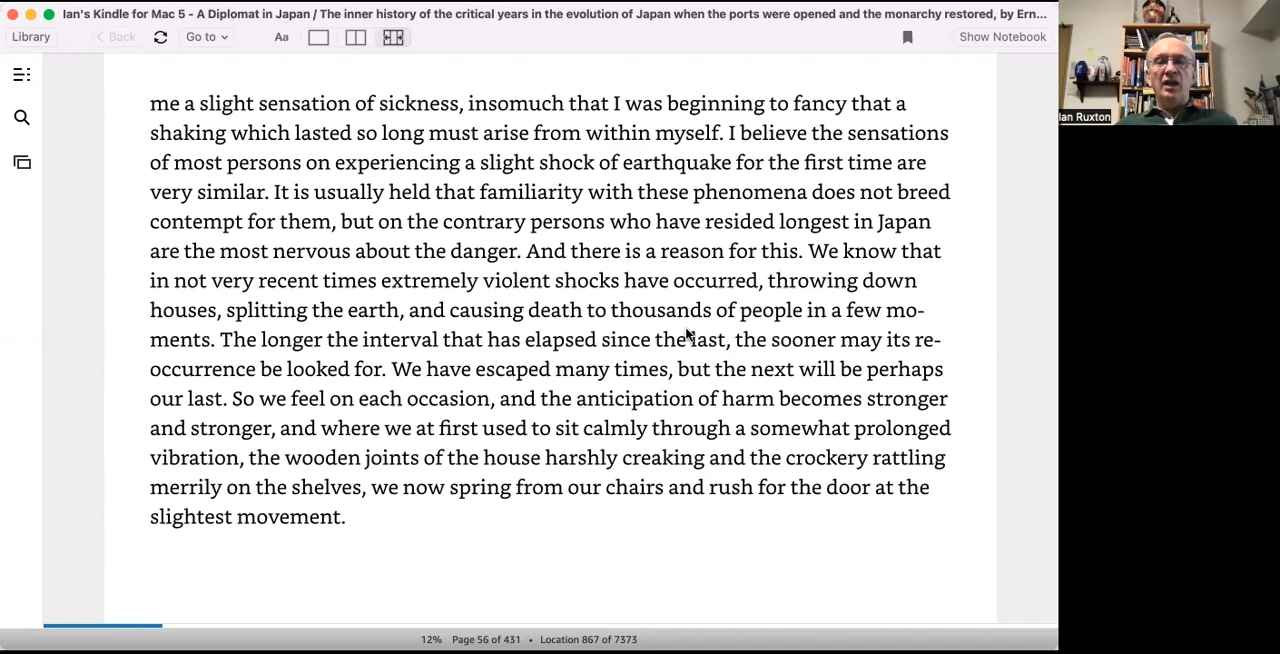 Ian's Kindle for Mac 5 - A Diplomat in Japan / The inner history of the critical years in the evolution of Japan when the ports were opened and the monarchy restored, by Ern...
Library
Back
Go to
Aa
Show Notebook
me a slight sensation of sickness, insomuch that I was beginning to fancy that a
shaking which lasted so long must arise from within myself. I believe the sensations
of most persons on experiencing a slight shock of earthquake for the first time are
very similar. It is usually held that familiarity with these phenomena does not breed
contempt for them, but on the contrary persons who have resided longest in Japan
are the most nervous about the danger. And there is a reason for this. We know that
in not very recent times extremely violent shocks have occurred, throwing down
houses, splitting the earth, and causing death to thousands of people in a few mo-
ments. The longer the interval that has elapsed since the last, the sooner may its re-
occurrence be looked for. We have escaped many times, but the next will be perhaps
our last. So we feel on each occasion, and the anticipation of harm becomes stronger
and stronger, and where we at first used to sit calmly through a somewhat prolonged
vibration, the wooden joints of the house harshly creaking and the crockery rattling
merrily on the shelves, we now spring from our chairs and rush for the door at the
slightest movement.
12% Page 56 of 431 • Location 867 of 7373
Ian Ruxton